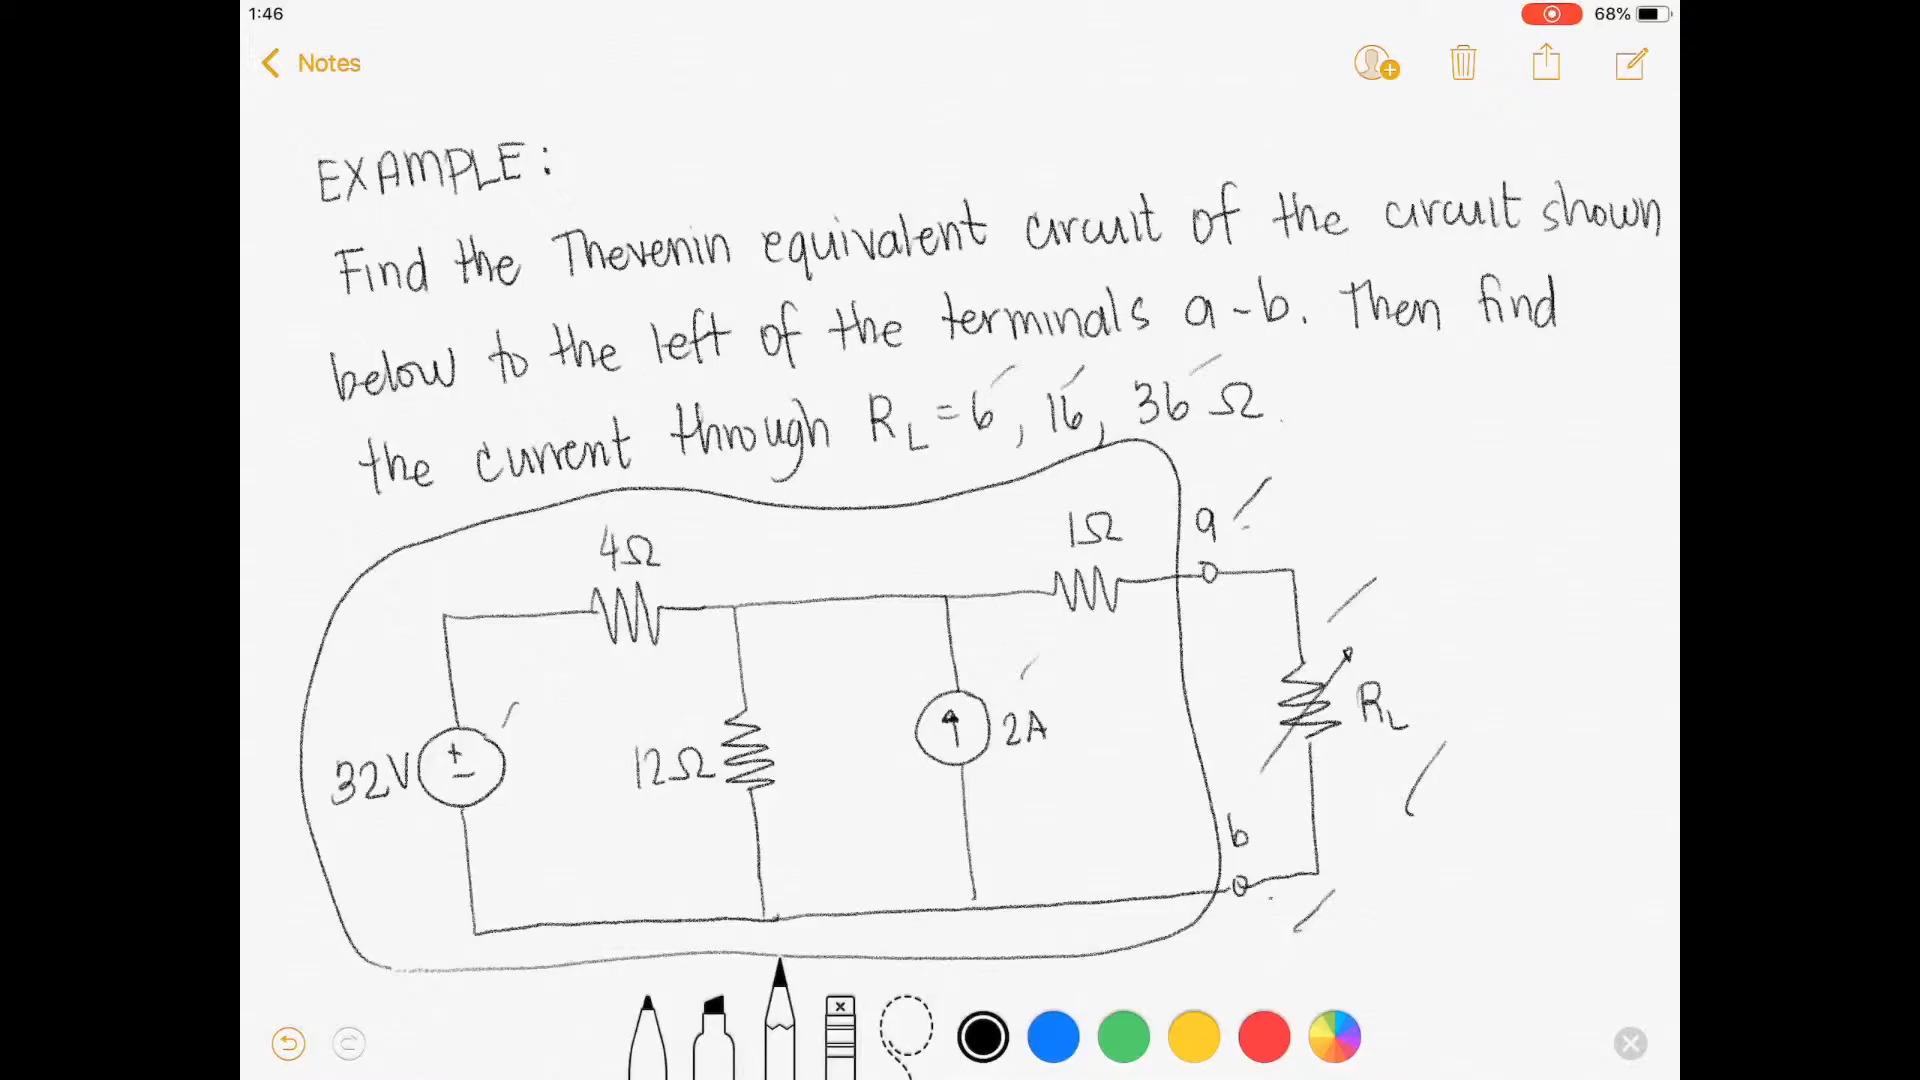 1:46
68%
Notes
EXAMPLE:
Find the Thevenin equivalent circuit of the circuit shown
below to the left of the terminals a-b. Then find
the current through RL = 6, 16, 36 Ω.
4Ω
1Ω
a
32V
+
-
12Ω
2A
RL
b